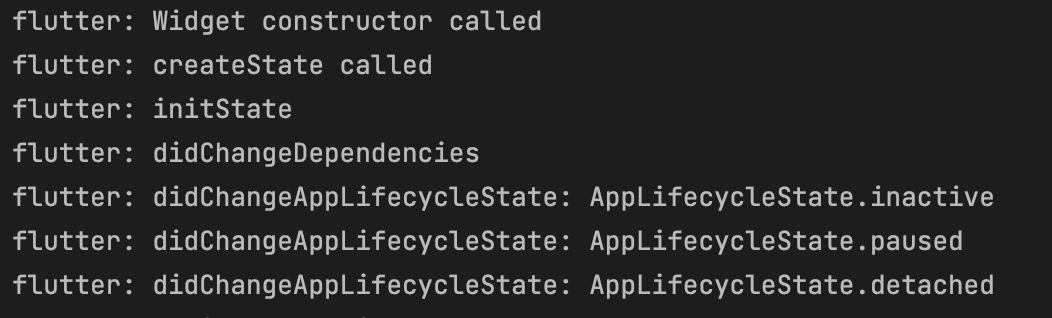 flutter: Widget constructor called
flutter: createState called
flutter: initState
flutter: didChangeDependencies
flutter: didChangeAppLifecycleState: AppLifecycleState.inactive
flutter: didChangeAppLifecycleState: AppLifecycleState.paused
flutter: didChangeAppLifecycleState: AppLifecycleState.detached